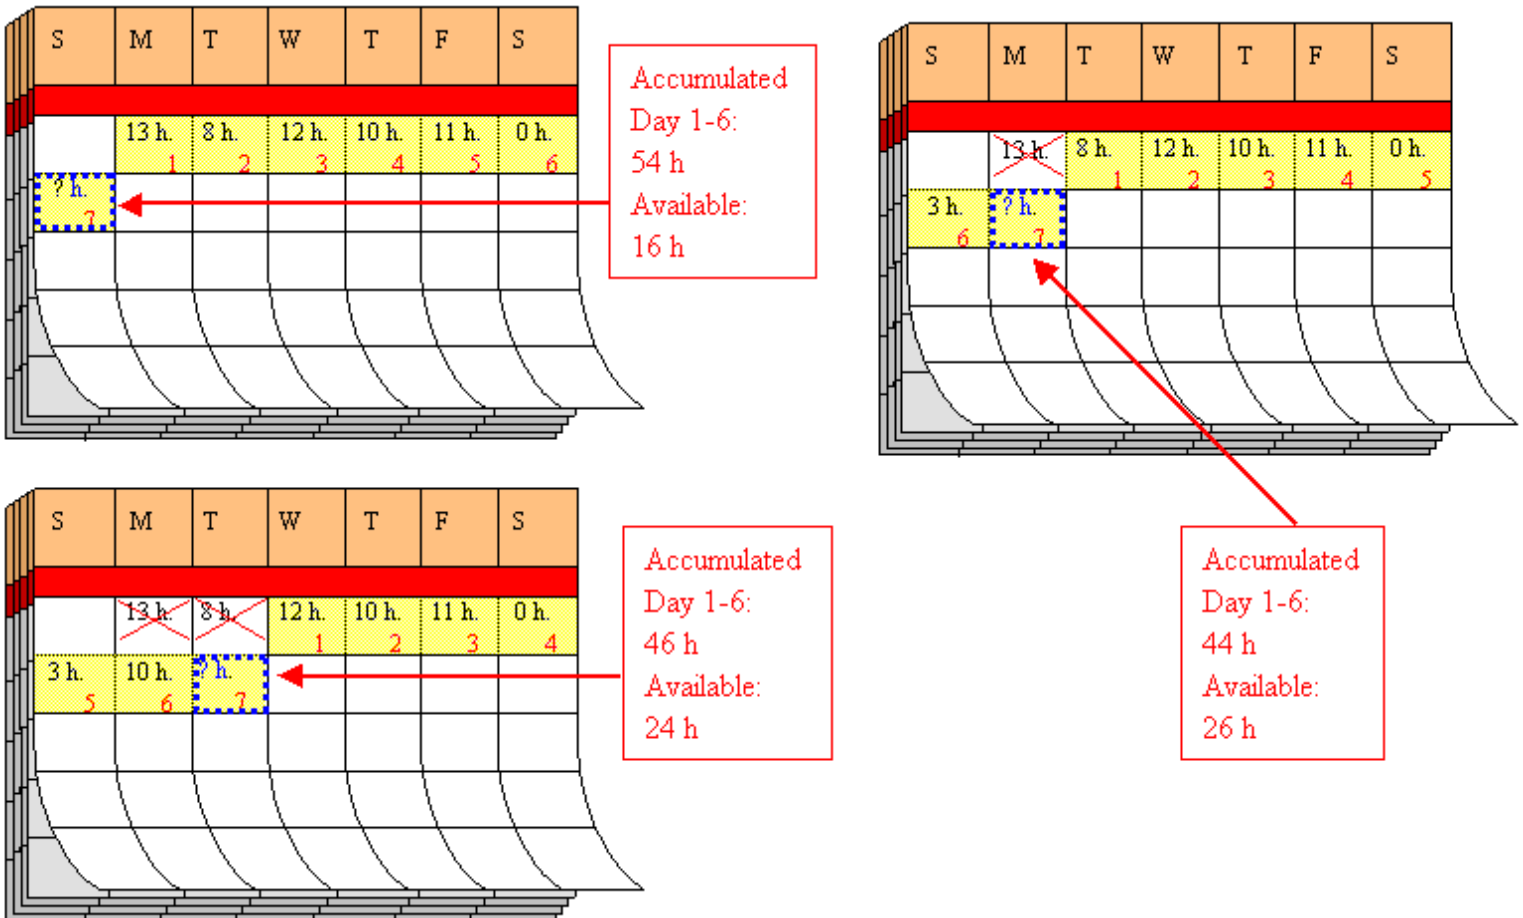 S M T W T F S
13 h. 8 h. 12 h. 10 h. 11 h. 0 h.
1 2 3 4 5 6
? h.
7
Accumulated
Day 1-6:
54 h
Available:
16 h
S M T W T F S
13 h. 8 h. 12 h. 10 h. 11 h. 0 h.
1 2 3 4 5
3 h. ? h.
6 7
Accumulated
Day 1-6:
44 h
Available:
26 h
S M T W T F S
13 h. 8 h. 12 h. 10 h. 11 h. 0 h.
1 2 3 4
3 h. 10 h. ? h.
5 6 7
Accumulated
Day 1-6:
46 h
Available:
24 h